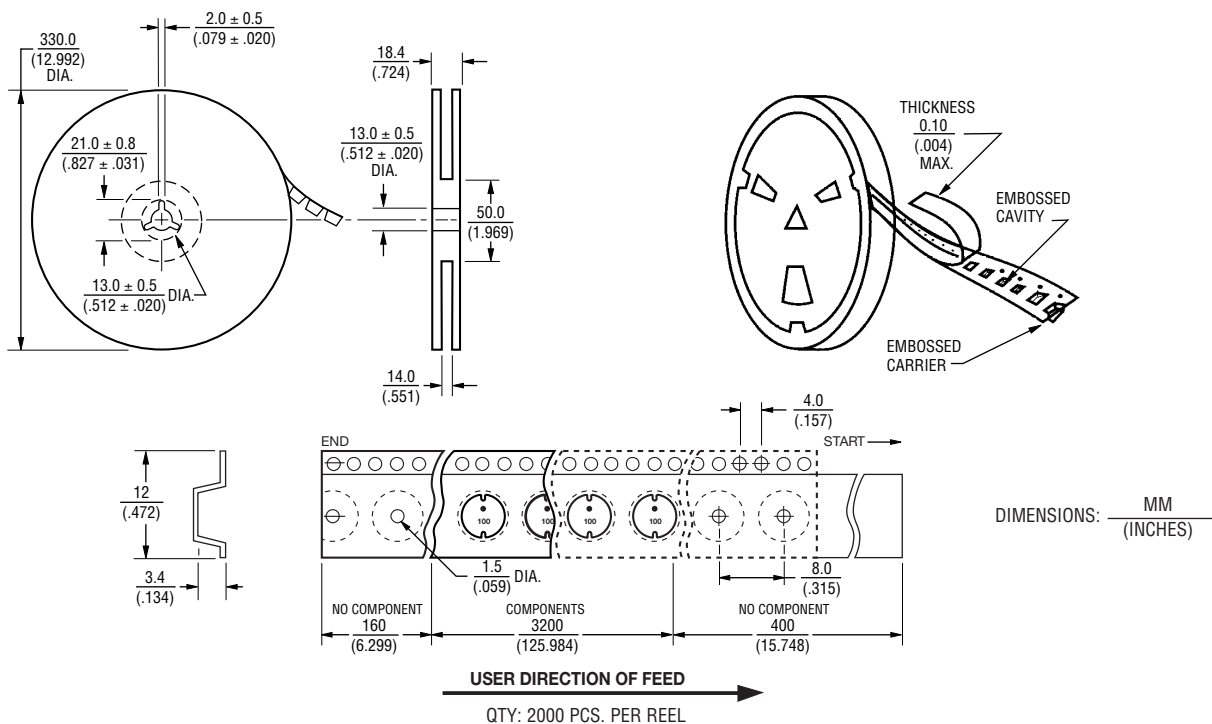 2.0 ± 0.5
(.079 ± .020)
330.0
(12.992)
DIA.
21.0 ± 0.8
(.827 ± .031)
13.0 ± 0.5
(.512 ± .020)
DIA.
18.4
(.724)
13.0 ± 0.5
(.512 ± .020)
DIA.
50.0
(1.969)
14.0
(.551)
THICKNESS
0.10
(.004)
MAX.
EMBOSSED
CAVITY
EMBOSSED
CARRIER
12
(.472)
3.4
(.134)
END
START
4.0
(.157)
100
100
100
100
1.5
(.059)
DIA.
8.0
(.315)
NO COMPONENT
160
(6.299)
COMPONENTS
3200
(125.984)
NO COMPONENT
400
(15.748)
DIMENSIONS:
MM
(INCHES)
USER DIRECTION OF FEED
QTY: 2000 PCS. PER REEL